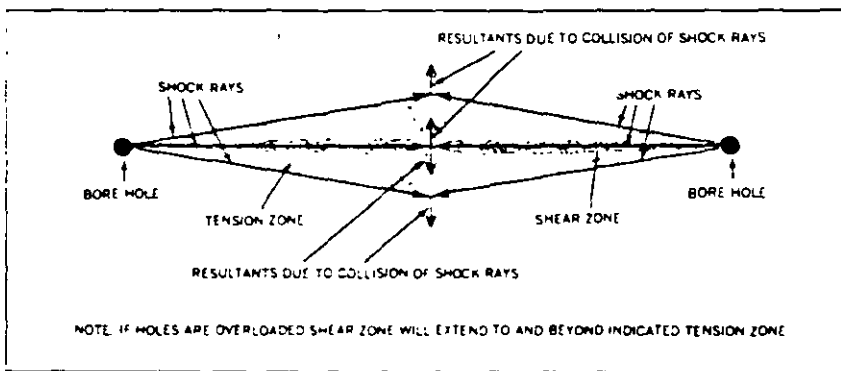 RESULTANTS DUE TO COLLISION OF SHOCK RAYS
SHOCK RAYS
SHOCK RAYS
BORE HOLE
BORE HOLE
TENSION ZONE
SHEAR ZONE
RESULTANTS DUE TO COLLISION OF SHOCK RAYS
NOTE. IF HOLES ARE OVERLOADED SHEAR ZONE WILL EXTEND TO AND BEYOND INDICATED TENSION ZONE